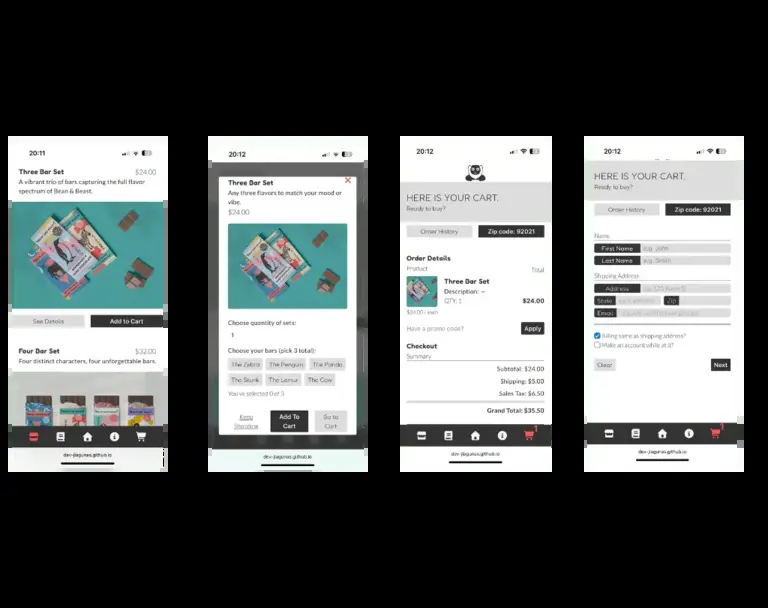 20:11
Three Bar Set
$24.00
A vibrant trio of bars capturing the full flavor
spectrum of Bean & Beast.
See Details
Add to Cart
Four Bar Set
$32.00
Four distinct characters, four unforgettable bars.
dev-jlagunas.github.io
20:12
Three Bar Set
Any three flavors to match your mood or
vibe.
$24.00
Choose quantity of sets:
1
Choose your bars (pick 3 total):
The Zebra
The Penguin
The Panda
The Skunk
The Lemur
The Cow
You've selected 0 of 3
Keep
Shopping
Add To
Cart
Go to
Cart
dev-jlagunas.github.io
20:12
HERE IS YOUR CART.
Ready to buy?
Order History
Zip code: 92021
Order Details
Product
Total
Three Bar Set
Description: —
QTY: 1
$24.00
$24.00 / each
Have a promo code?
Apply
Checkout
Summary
Subtotal: $24.00
Shipping: $5.00
Sales Tax: $6.50
Grand Total: $35.50
1
dev-jlagunas.github.io
20:12
HERE IS YOUR CART.
Ready to buy?
Order History
Zip code: 92021
Name
First Name
e.g. John
Last Name
e.g. Smith
Shipping Address
Address
State
Zip
Email
Billing same as shipping address?
Make an account while at it?
Clear
Next
1
dev-jlagunas.github.io